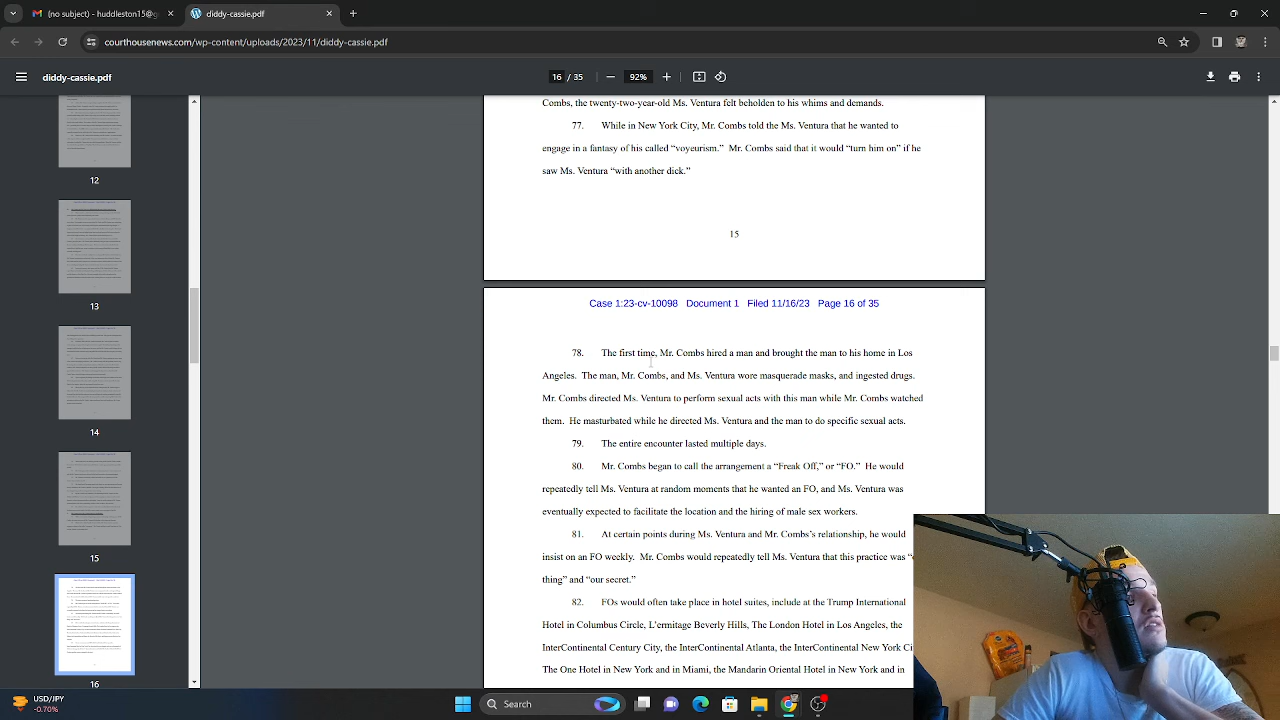 (no subject) - huddleston15@g
diddy-cassie.pdf
courthousenews.com/wp-content/uploads/2023/11/diddy-cassie.pdf
diddy-cassie.pdf
16 / 35
92%
12
13
14
15
16
Combs, the twenty-two-year-old Ms. Ventura felt beholden to his whims and demands.
77. While in New York City, Mr. Combs told the Ms. Ventura that he wanted to
engage in a fantasy of his called “voyeurism.” Mr. Combs said that it would “turn him on” if he
saw Ms. Ventura “with another dick.”
15
Case 1:23-cv-10098 Document 1 Filed 11/16/23 Page 16 of 35
78. The first time, Mr. Combs hired a man and brought the man to his home in Los
Angeles. The man, Mr. Combs, and Ms. Ventura wore masquerade masks, and ingested drugs.
Mr. Combs directed Ms. Ventura to perform sexual acts with this man while Mr. Combs watched
them. He masturbated while he directed Ms. Ventura and the man to do specific sexual acts.
79. The entire encounter lasted multiple days.
80. Mr. Combs began to call the arrangement a “Freak Off” or “FO.” He would
usually tell Ms. Ventura at random moments that he wanted an FO, and Ms. Ventura was
eventually expected to facilitate the location and the hiring of the sex workers.
81. At certain points during Ms. Ventura and Mr. Combs’s relationship, he would
insist on an FO weekly. Mr. Combs would repeatedly tell Ms. Ventura that this practice was
and “sexy.”
82. FOs would often occur in hotels, including the Trump International
Hotel in Columbus Circle, L’ermitage Beverly Hills, The London Hotel in Los Angeles, the
InterContinental Century City, the InterContinental Atlanta, the InterContinental New York Ci
The One Hotel in New York and in Miami, the Mandarin Oriental Hotel in New York and in
USD/JPY
-0.70%
Search